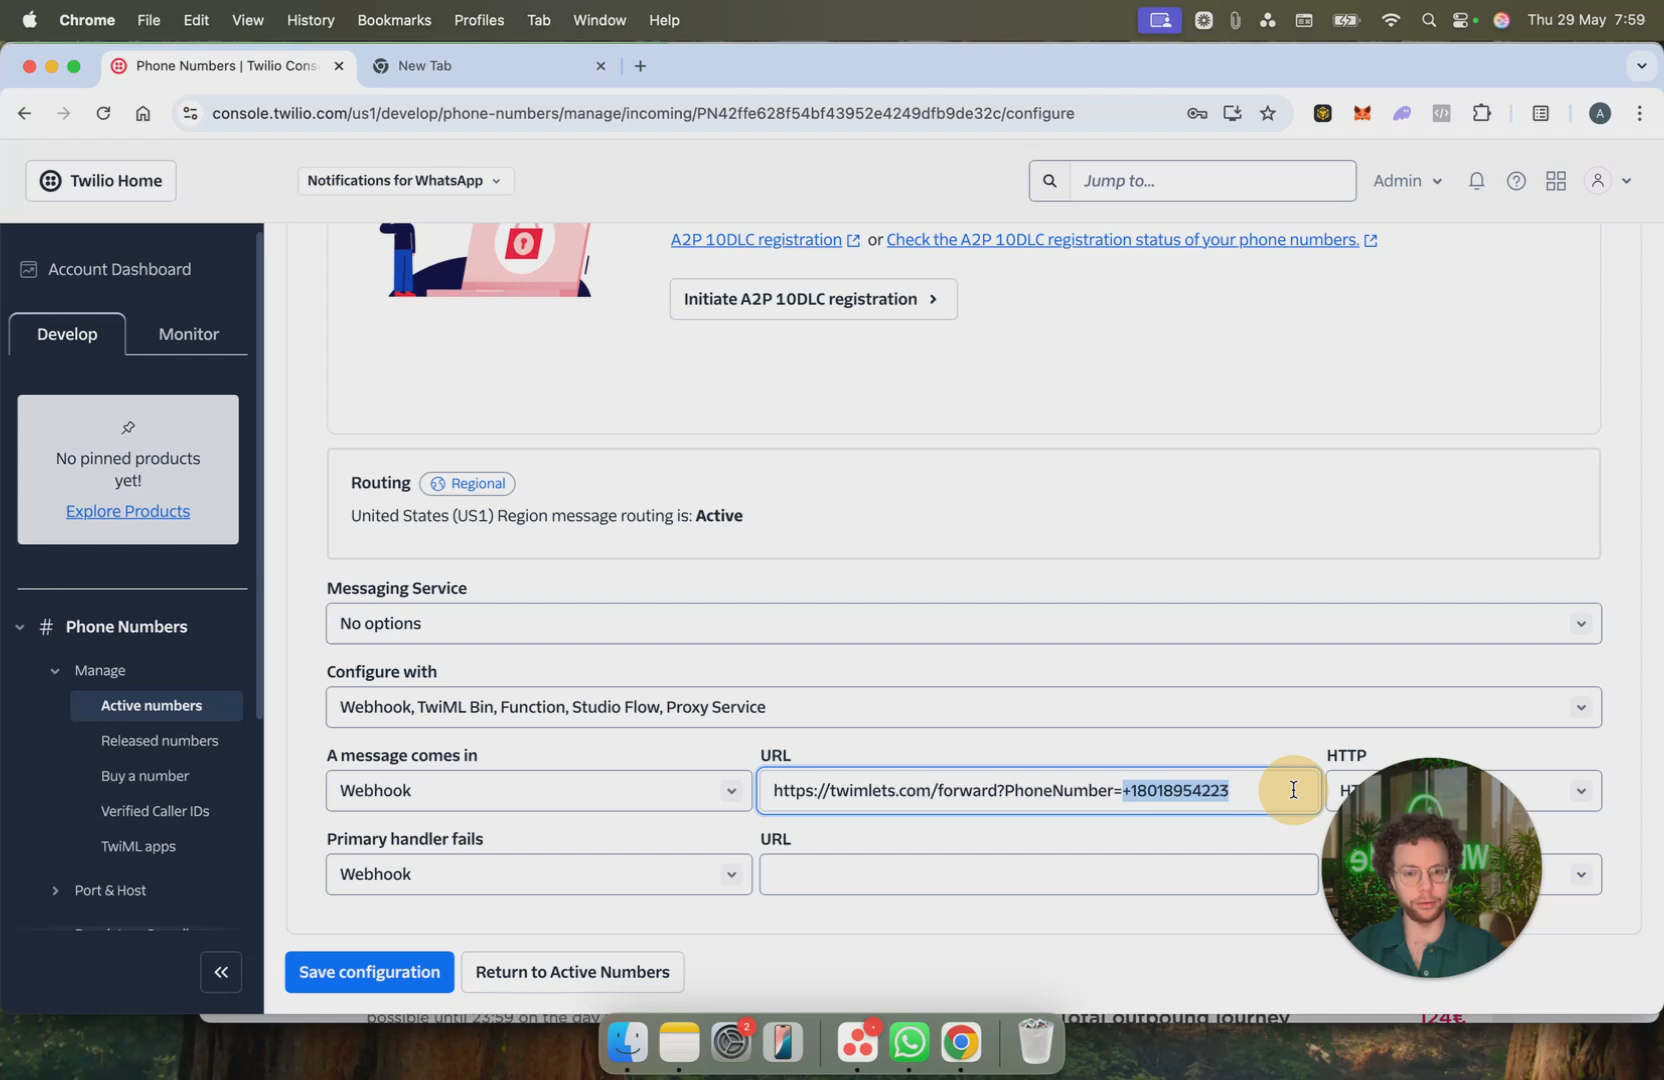 Chrome File Edit View History Bookmarks Profiles Tab Window Help Thu 29 May 7:59
Phone Numbers | Twilio Cons New Tab
console.twilio.com/us1/develop/phone-numbers/manage/incoming/PN42ffe628f54bf43952e4249dfb9de32c/configure A
Twilio Home Notifications for WhatsApp Jump to... Admin
A2P 10DLC registration or Check the A2P 10DLC registration status of your phone numbers.
Account Dashboard
Initiate A2P 10DLC registration
Develop Monitor
No pinned products
yet!
Explore Products
Routing Regional
United States (US1) Region message routing is: Active
Messaging Service
No options
Phone Numbers
Manage
Active numbers
Released numbers
Buy a number
Verified Caller IDs
TwiML apps
Port & Host
Configure with
Webhook, TwiML Bin, Function, Studio Flow, Proxy Service
A message comes in URL HTTP
Webhook https://twimlets.com/forward?PhoneNumber=+18018954223 HT
Primary handler fails URL
Webhook
Save configuration Return to Active Numbers
possible until 23:59 on the day total outbound journey 124€
2